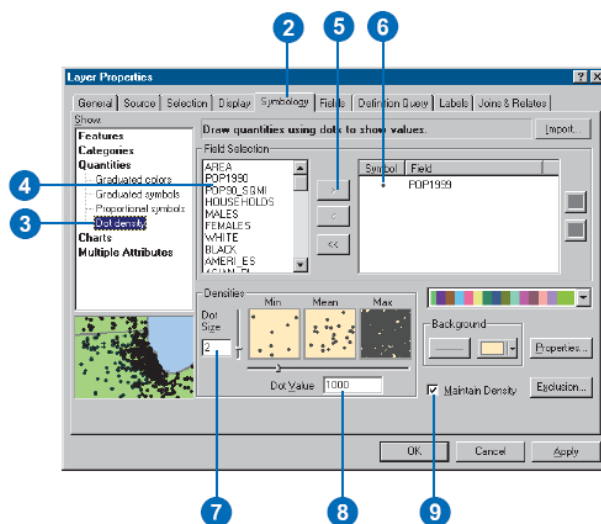 2 5 6
Layer Properties
General Source Selection Display Symbology Fields Definition Query Labels Joins & Relates
Show:
Draw quantities using dots to show values. Import...
Features
Categories
Quantities
Graduated colors
Graduated symbols
Proportional symbols
Dot density
Charts
Multiple Attributes
4
3
Field Selection
AREA
POP1990
POP90_SQMI
HOUSEHOLDS
MALES
FEMALES
WHITE
BLACK
AMERI_ES
>
<
<<
Symbol Field
POP1999
Densities
Dot
Size
2
Min Mean Max
Dot Value 1000
Background
Properties...
Maintain Density Exclusion...
OK Cancel Apply
7 8 9